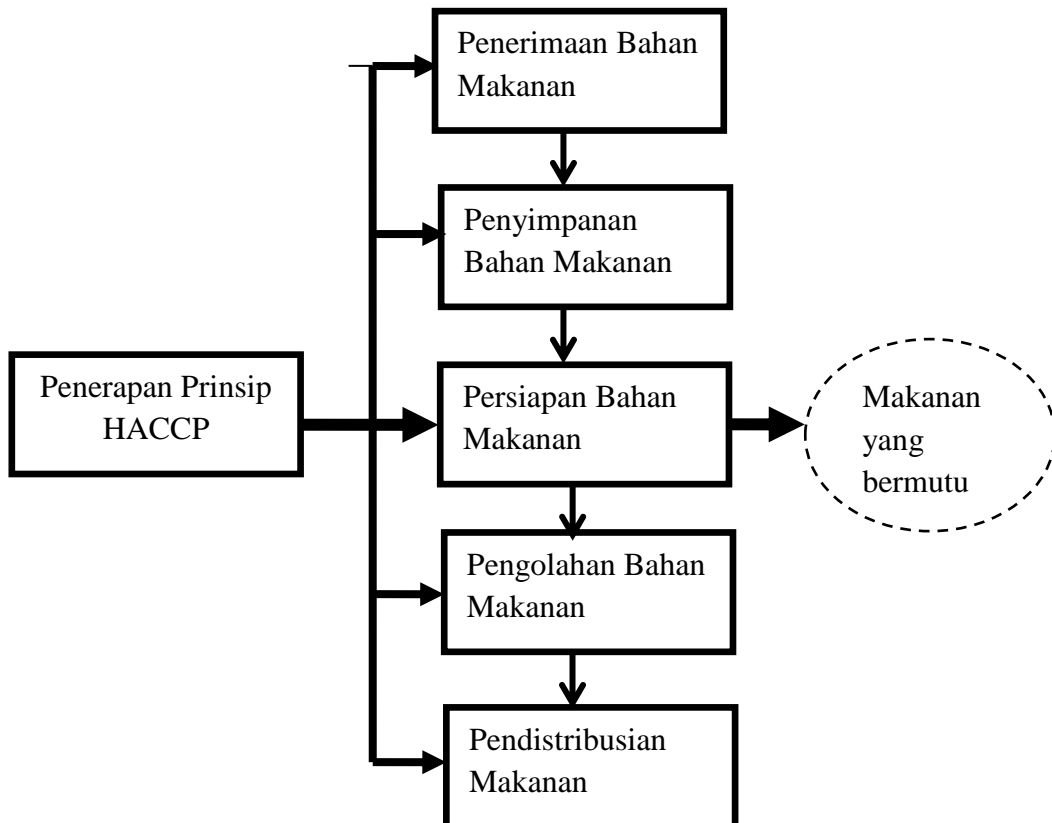 Penerimaan Bahan
Makanan
Penyimpanan
Bahan Makanan
Penerapan Prinsip
HACCP
Persiapan Bahan
Makanan
Makanan
yang
bermutu
Pengolahan Bahan
Makanan
Pendistribusian
Makanan